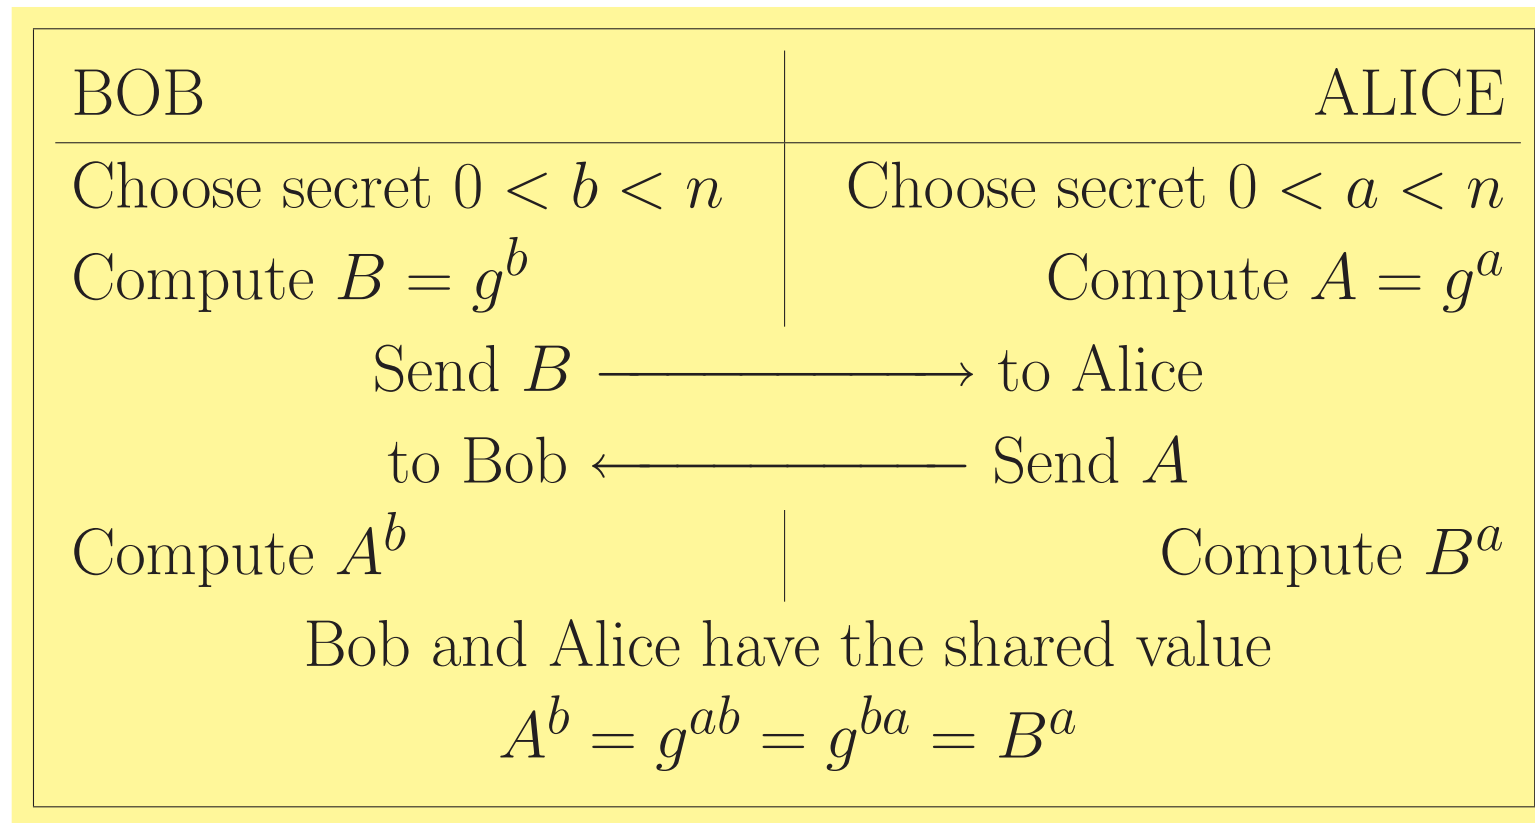 BOB ALICE
Choose secret 0 < b < n Choose secret 0 < a < n
Compute B = g^b Compute A = g^a
Send B ⟶ to Alice
to Bob ⟵ Send A
Compute A^b Compute B^a
Bob and Alice have the shared value
A^b = g^{ab} = g^{ba} = B^a